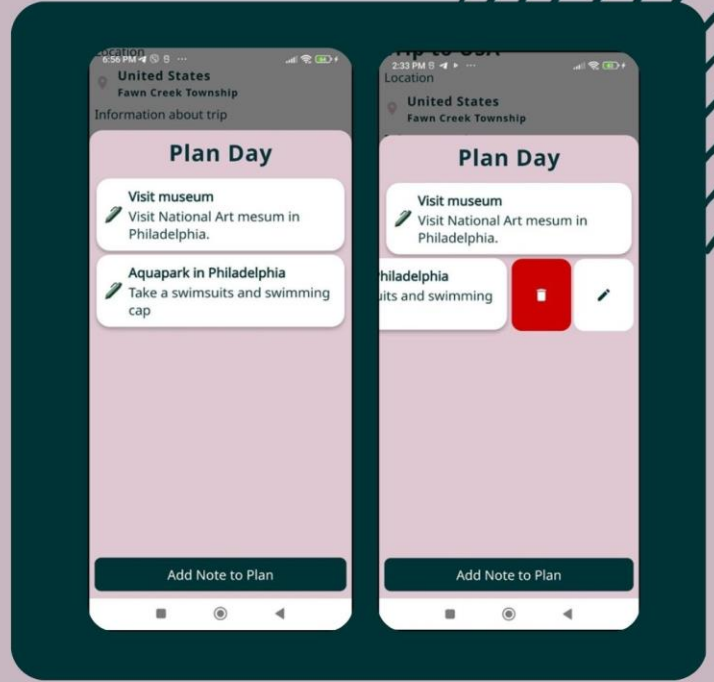 Location
6:56 PM
United States
Fawn Creek Township
Information about trip
Plan Day
Visit museum
Visit National Art mesum in
Philadelphia.
Aquapark in Philadelphia
Take a swimsuits and swimming
cap
Add Note to Plan
Trip to USA
2:33 PM
Location
United States
Fawn Creek Township
Plan Day
Visit museum
Visit National Art mesum in
Philadelphia.
hiladelphia
uits and swimming
Add Note to Plan